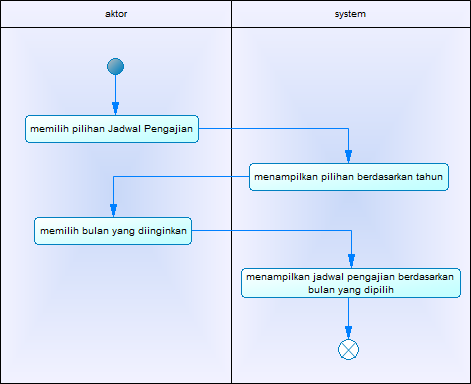 aktor
system
memilih pilihan Jadwal Pengajian
menampilkan pilihan berdasarkan tahun
memilih bulan yang diinginkan
menampilkan jadwal pengajian berdasarkan
bulan yang dipilih